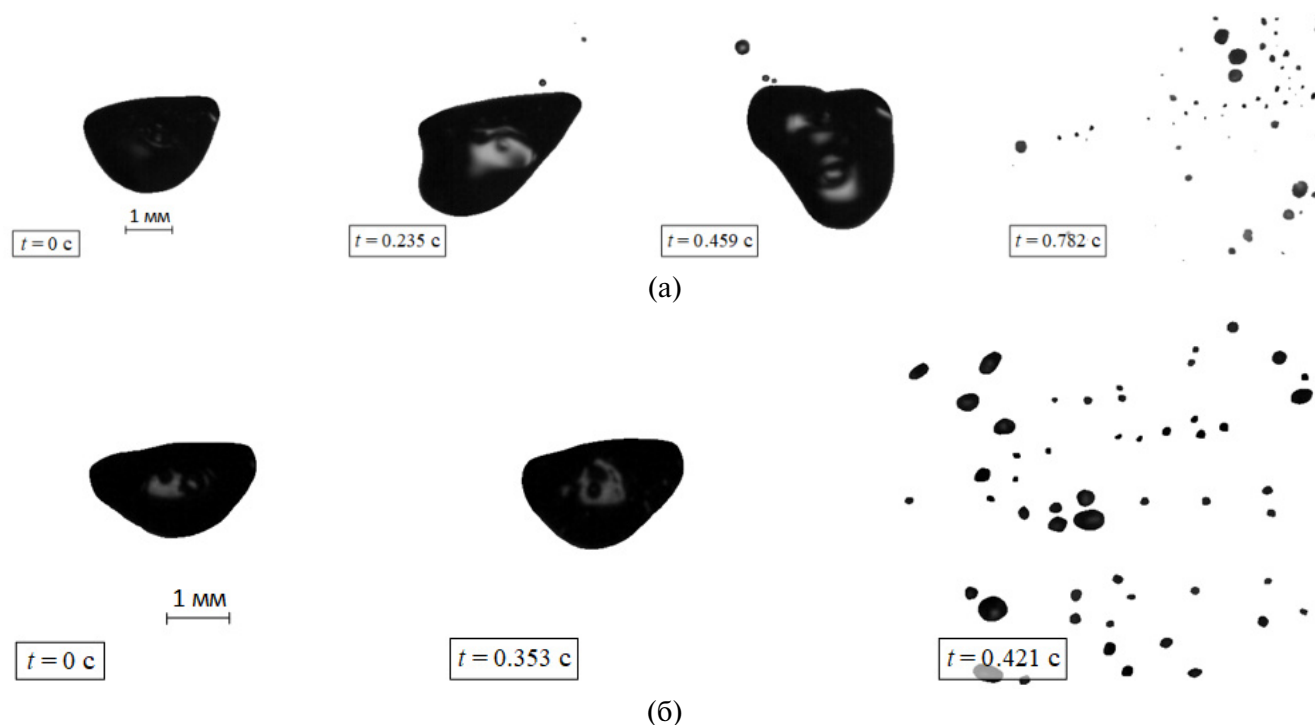 1 мм
t = 0 c
t = 0.235 c
t = 0.459 c
t = 0.782 c
(а)
1 мм
t = 0 c
t = 0.353 c
t = 0.421 c
(б)